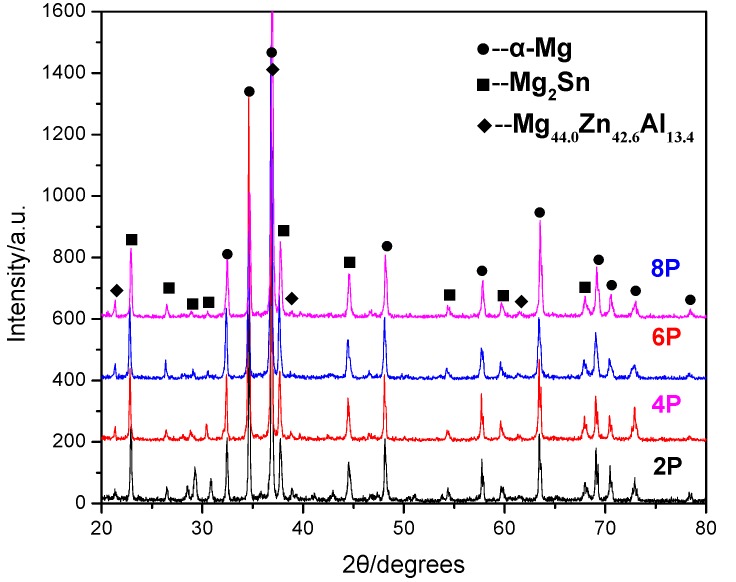 1600
1400
1200
1000
800
600
400
200
0
Intensity/a.u.
--α-Mg
--Mg₂Sn
--Mg₄₄.₀Zn₄₂.₆Al₁₃.₄
8P
6P
4P
2P
20 30 40 50 60 70 80
2θ/degrees